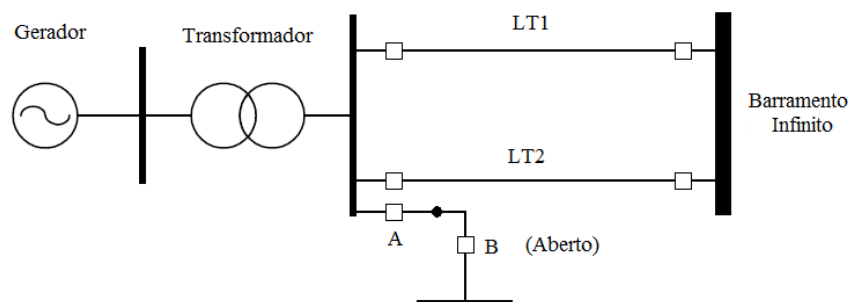 Gerador
Transformador
LT1
Barramento
Infinito
LT2
A
B
(Aberto)